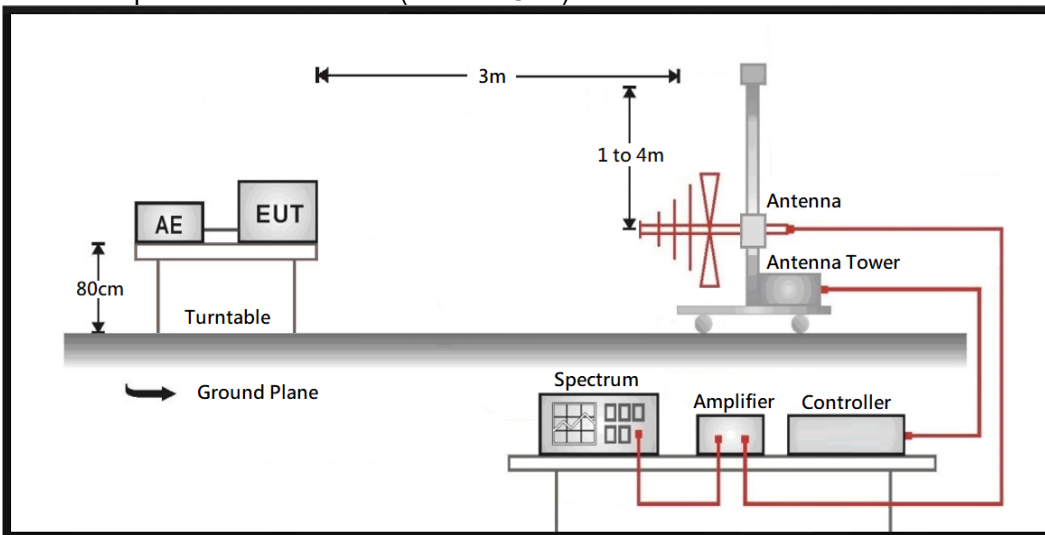 3m
1 to 4m
Antenna
AE
EUT
Antenna Tower
80cm
Turntable
Ground Plane
Spectrum
Amplifier
Controller